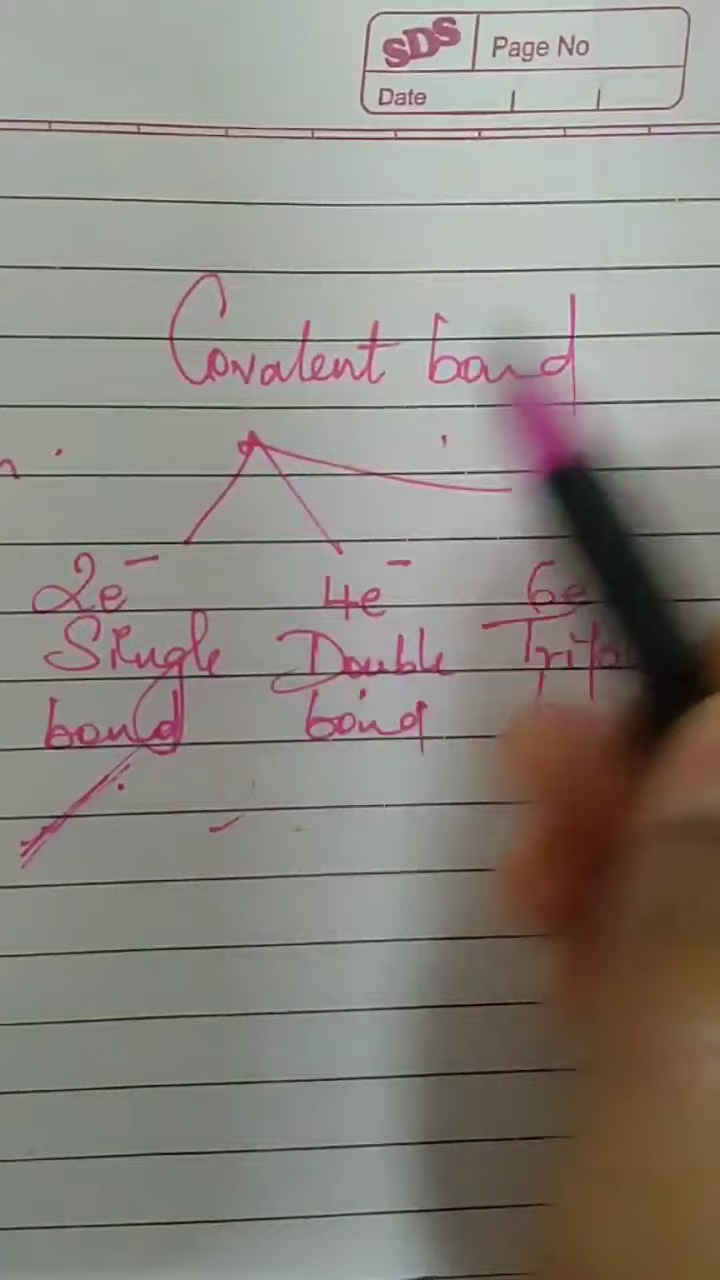 SDS Page No
Date
Covalent bond
2e⁻ 4e⁻ 6e
Single Double
bond bond